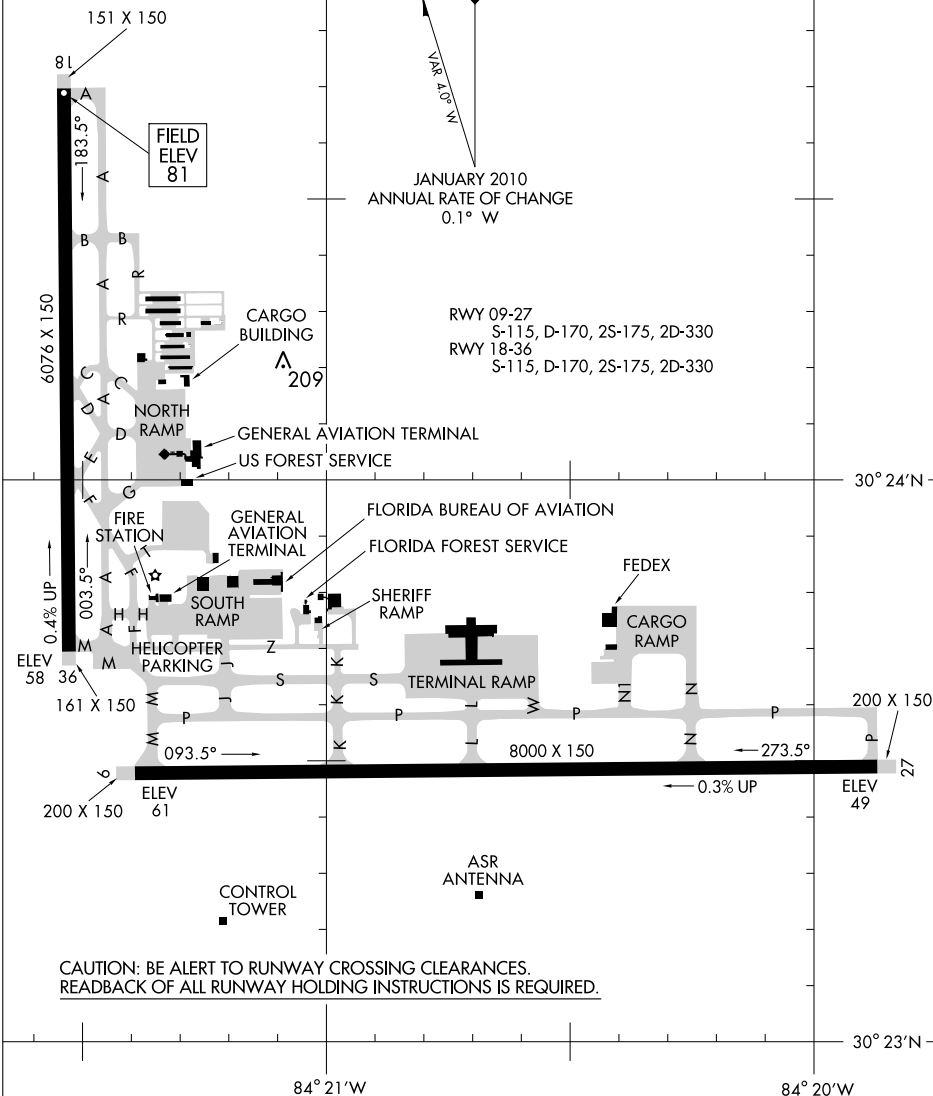 151 X 150
VAR 4.0° W
18
A
FIELD
ELEV
81
183.5°
A
JANUARY 2010
ANNUAL RATE OF CHANGE
0.1° W
B
B
A
R
R
6076 X 150
CARGO
BUILDING
209
RWY 09-27
S-115, D-170, 2S-175, 2D-330
RWY 18-36
S-115, D-170, 2S-175, 2D-330
C
C
A
D
NORTH
RAMP
D
GENERAL AVIATION TERMINAL
E
US FOREST SERVICE
30°24'N
F
G
FIRE
STATION
GENERAL
AVIATION
TERMINAL
FLORIDA BUREAU OF AVIATION
T
FLORIDA FOREST SERVICE
FEDEX
A
F
0.4% UP
003.5°
SOUTH
RAMP
SHERIFF
RAMP
CARGO
RAMP
H
H
A
F
M
HELICOPTER
PARKING
Z
ELEV
58
36
M
J
K
S
S
TERMINAL RAMP
161 X 150
M
J
K
L
W
N1
N
200 X 150
P
P
P
P
M
K
L
N
P
093.5°
8000 X 150
273.5°
9
27
0.3% UP
200 X 150
ELEV
61
ELEV
49
ASR
ANTENNA
CONTROL
TOWER
CAUTION: BE ALERT TO RUNWAY CROSSING CLEARANCES.
READBACK OF ALL RUNWAY HOLDING INSTRUCTIONS IS REQUIRED.
30°23'N
84°21'W
84°20'W